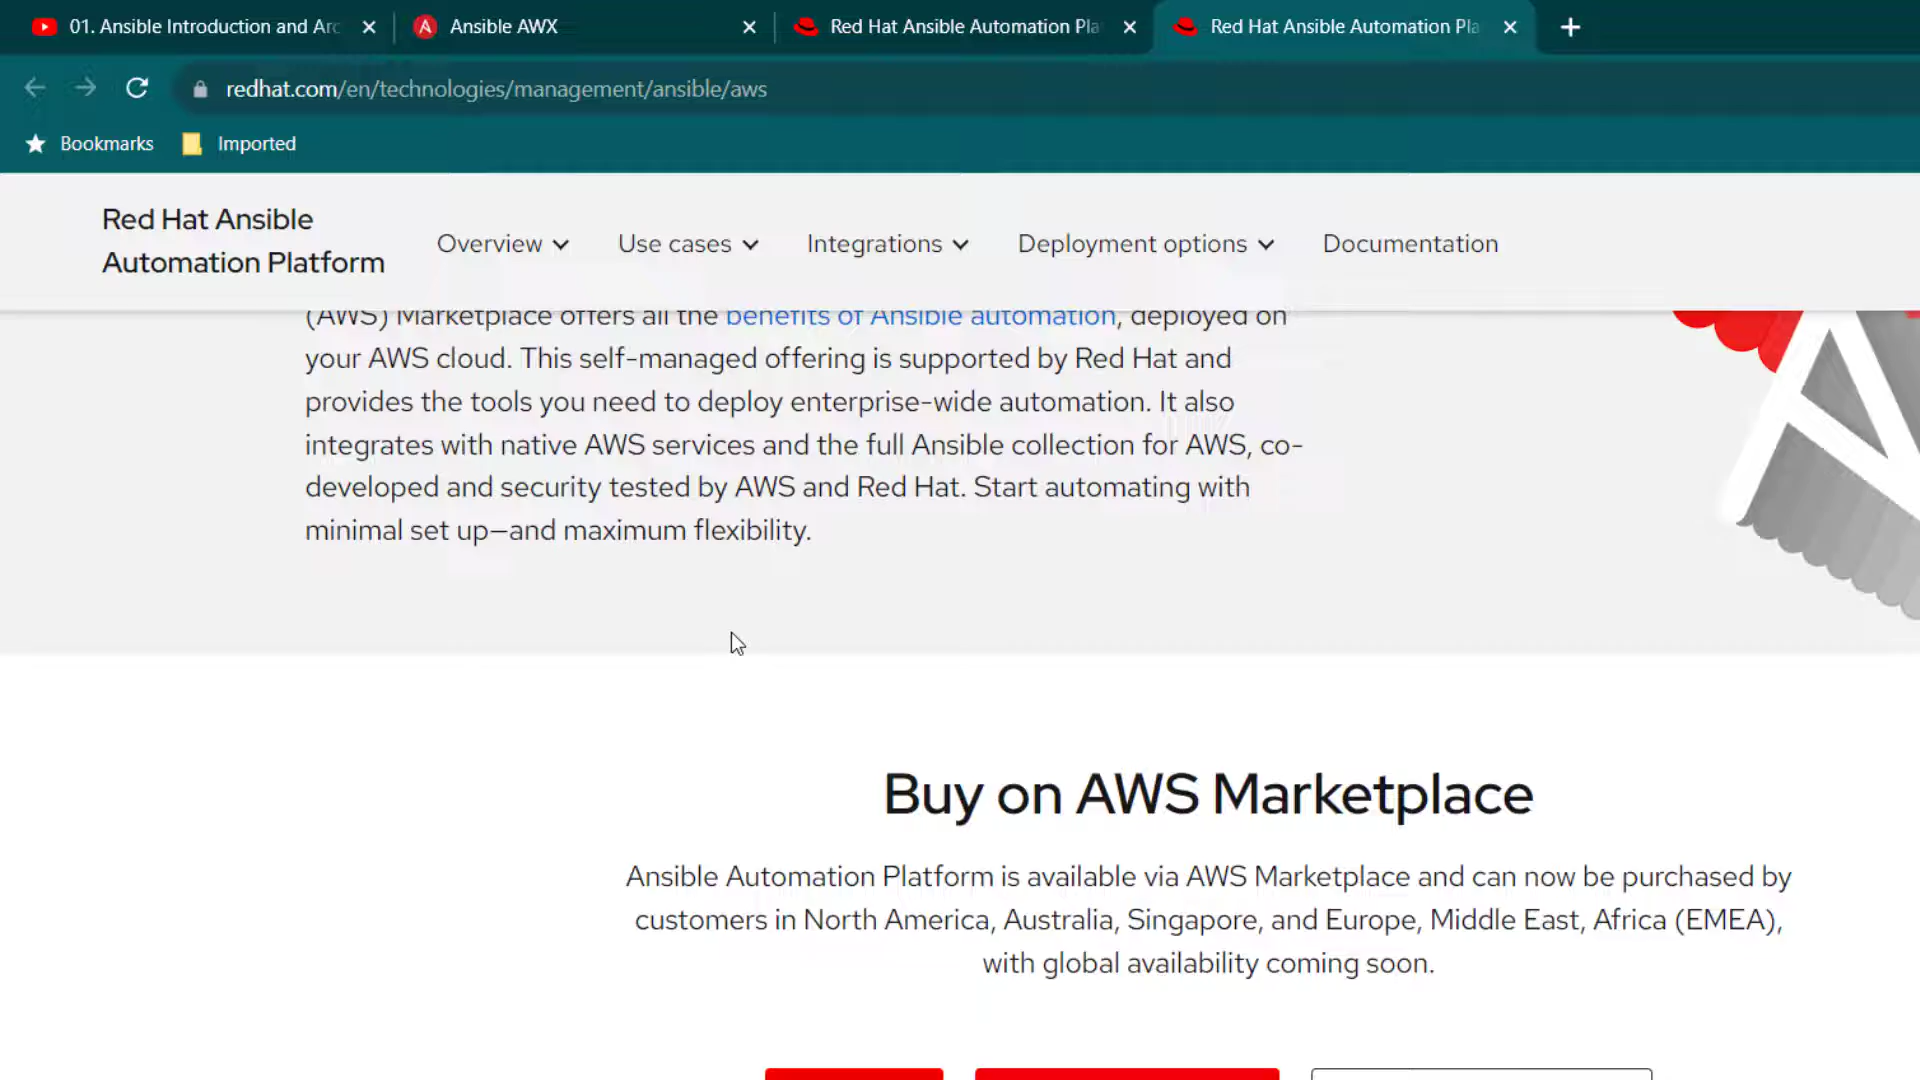 01. Ansible Introduction and Arc
Ansible AWX
Red Hat Ansible Automation Pla
Red Hat Ansible Automation Pla
redhat.com/en/technologies/management/ansible/aws
Bookmarks
Imported
Red Hat Ansible
Automation Platform
Overview
Use cases
Integrations
Deployment options
Documentation
(AWS) Marketplace offers all the benefits of Ansible automation, deployed on
your AWS cloud. This self-managed offering is supported by Red Hat and
provides the tools you need to deploy enterprise-wide automation. It also
integrates with native AWS services and the full Ansible collection for AWS, co-
developed and security tested by AWS and Red Hat. Start automating with
minimal set up—and maximum flexibility.
Buy on AWS Marketplace
Ansible Automation Platform is available via AWS Marketplace and can now be purchased by
customers in North America, Australia, Singapore, and Europe, Middle East, Africa (EMEA),
with global availability coming soon.